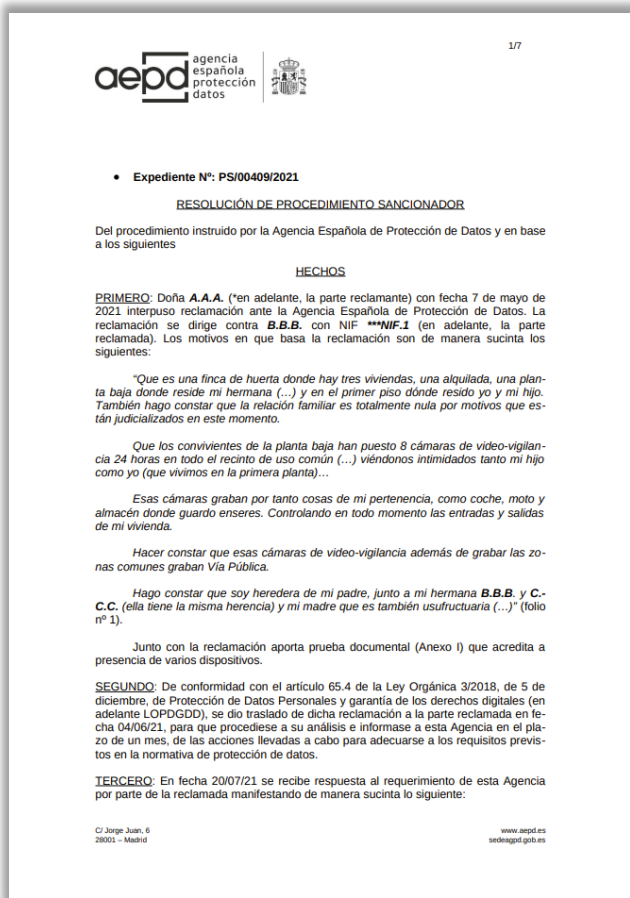 1/7
aepd
agencia
española
protección
datos
• Expediente Nº: PS/00409/2021
RESOLUCIÓN DE PROCEDIMIENTO SANCIONADOR
Del procedimiento instruido por la Agencia Española de Protección de Datos y en base
a los siguientes
HECHOS
PRIMERO: Doña A.A.A. (*en adelante, la parte reclamante) con fecha 7 de mayo de
2021 interpuso reclamación ante la Agencia Española de Protección de Datos. La
reclamación se dirige contra B.B.B. con NIF ***NIF.1 (en adelante, la parte
reclamada). Los motivos en que basa la reclamación son de manera sucinta los
siguientes:
"Que es una finca de huerta donde hay tres viviendas, una alquilada, una plan-
ta baja donde reside mi hermana (…) y en el primer piso dónde resido yo y mi hijo.
También hago constar que la relación familiar es totalmente nula por motivos que es-
tán judicializados en este momento.
Que los convivientes de la planta baja han puesto 8 cámaras de video-vigilan-
cia 24 horas en todo el recinto de uso común (…) viéndonos intimidados tanto mi hijo
como yo (que vivimos en la primera planta)…
Esas cámaras graban por tanto cosas de mi pertenencia, como coche, moto y
almacén donde guardo enseres. Controlando en todo momento las entradas y salidas
de mi vivienda.
Hacer constar que esas cámaras de video-vigilancia además de grabar las zo-
nas comunes graban Vía Pública.
Hago constar que soy heredera de mi padre, junto a mi hermana B.B.B. y C.-
C.C. (ella tiene la misma herencia) y mi madre que es también usufructuaria (…)" (folio
nº 1).
Junto con la reclamación aporta prueba documental (Anexo I) que acredita a
presencia de varios dispositivos.
SEGUNDO: De conformidad con el artículo 65.4 de la Ley Orgánica 3/2018, de 5 de
diciembre, de Protección de Datos Personales y garantía de los derechos digitales (en
adelante LOPDGDD), se dio traslado de dicha reclamación a la parte reclamada en fe-
cha 04/06/21, para que procediese a su análisis e informase a esta Agencia en el pla-
zo de un mes, de las acciones llevadas a cabo para adecuarse a los requisitos previs-
tos en la normativa de protección de datos.
TERCERO: En fecha 20/07/21 se recibe respuesta al requerimiento de esta Agencia
por parte de la reclamada manifestando de manera sucinta lo siguiente:
C/ Jorge Juan, 6
28001 – Madrid
www.aepd.es
sedeagpd.gob.es